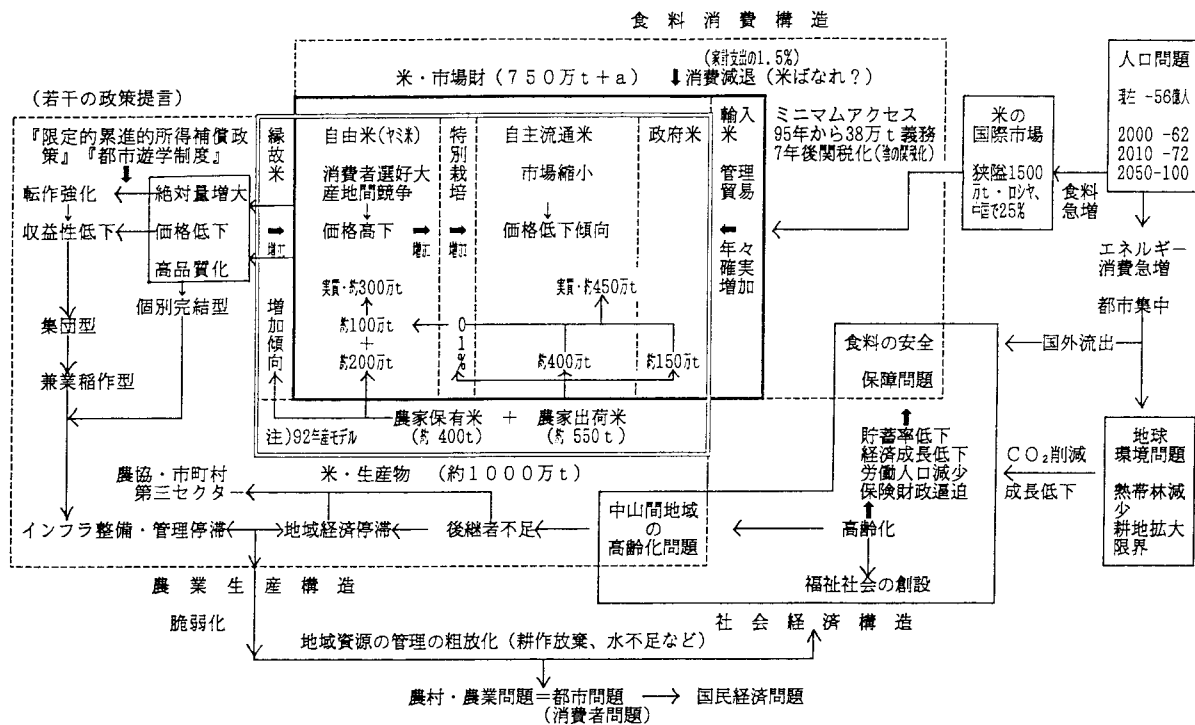 食料消費構造
(家計支出の1.5%)
米・市場財(750万t+a) ⬇消費減退(米ばなれ?)
(若干の政策提言)
『限定的累進的所得補償政
策』『都市遊学制度』
転作強化
絶対量増大
収益性低下
価格低下
高品質化
個別完結型
集団型
兼業稲作型
縁故米
増加
増加傾向
自由米(ヤミ米)
消費者選好大
産地間競争
価格高下
増加
実質・約300万t
約100万t
+
約200万t
特別栽培
増加
0
1
%
自主流通米
市場縮小
価格低下傾向
実質・約450万t
約400万t
政府米
約150万t
輸入
米
管理
貿易
年々
確実
増加
ミニマムアクセス
95年から38万t義務
7年後関税化
米の
国際市場
狭隘1500
万t・ロシヤ、
中国で25%
人口問題
現在 -56億人
2000 -62
2010 -72
2050-100
食料
急増
エネルギー
消費急増
都市集中
国外流出
食料の安全
保障問題
農家保有米 + 農家出荷米
(約 400t) (約 550t)
注)92年産モデル
貯蓄率低下
経済成長低下
労働人口減少
保険財政逼迫
CO₂削減
成長低下
地球
環境問題
熱帯林減
少
耕地拡大
限界
米・生産物 (約1000万t)
農協・市町村
第三セクタ
インフラ整備・管理停滞
地域経済停滞
後継者不足
中山間地域
の
高齢化問題
高齢化
福祉社会の創設
農業生産構造
社会経済構造
脆弱化
地域資源の管理の粗放化(耕作放棄、水不足など)
農村・農業問題=都市問題 → 国民経済問題
(消費者問題)